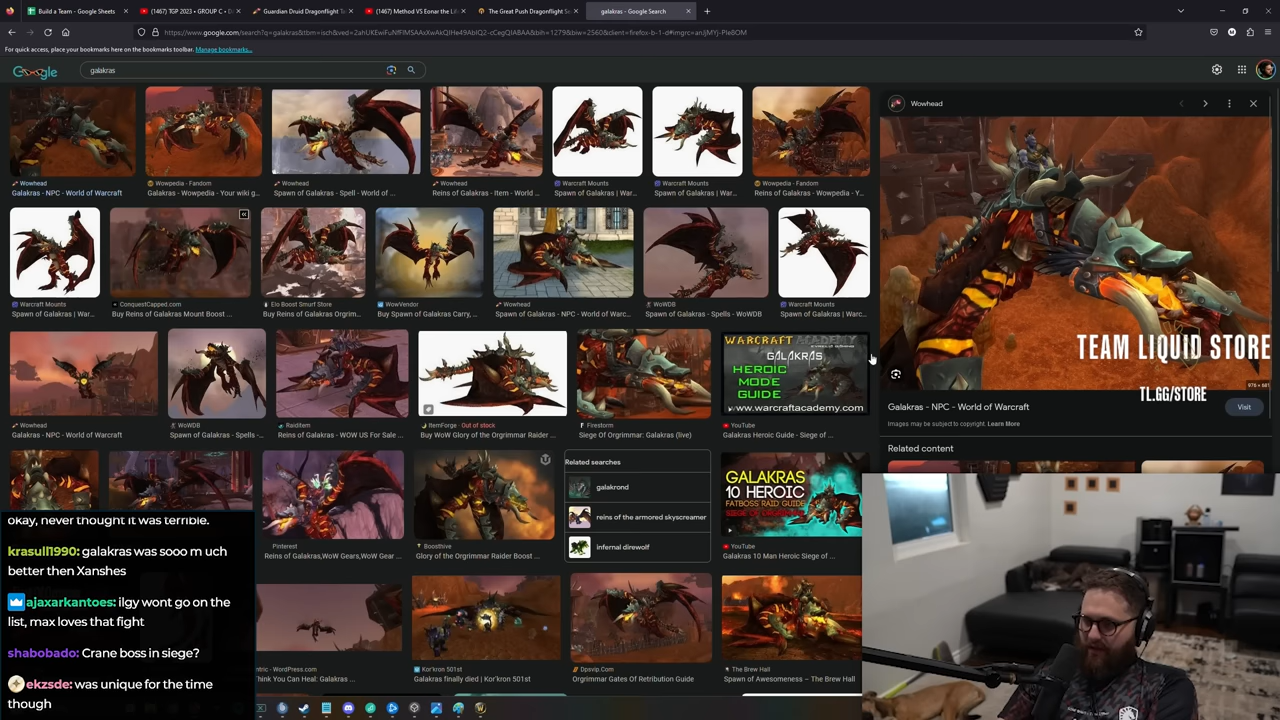 Build a Team - Google Sheets
(1467) TGP 2023 • GROUP C • D
Guardian Druid Dragonflight Ta
(1467) Method VS Eonar the Lif
The Great Push Dragonflight Se
galakras - Google Search
For quick access, place your bookmarks here on the bookmarks toolbar. Manage bookmarks...
Google
galakras
Wowhead
Wowhead
Galakras - NPC - World of Warcraft
Wowpedia - Fandom
Galakras - Wowpedia - Your wiki g...
Wowhead
Spawn of Galakras - Spell - World of ...
Wowhead
Reins of Galakras - Item - World ...
Warcraft Mounts
Spawn of Galakras | War...
Warcraft Mounts
Spawn of Galakras | War...
Wowpedia - Fandom
Reins of Galakras - Wowpedia - Y...
Warcraft Mounts
Spawn of Galakras | War...
ConquestCapped.com
Buy Reins of Galakras Mount Boost ...
Elo Boost Smurf Store
Buy Reins of Galakras Orgrim...
WowVendor
Buy Spawn of Galakras Carry, ...
Wowhead
Spawn of Galakras - NPC - World of Warc...
WoWDB
Spawn of Galakras - Spells - WoWDB
Warcraft Mounts
Spawn of Galakras | Warc...
TEAM LIQUID STORE
TL.GG/STORE
Galakras - NPC - World of Warcraft
Visit
Images may be subject to copyright. Learn More
Related content
WARCRAFT ACADEMY
GALAKRAS
HEROIC
MODE
GUIDE
www.warcraftacademy.com
Wowhead
Galakras - NPC - World of Warcraft
WoWDB
Spawn of Galakras - Spells - ...
Raiditem
Reins of Galakras - WOW US For Sale ...
ItemForge - Out of stock
Buy WoW Glory of the Orgrimmar Raider ...
Firestorm
Siege Of Orgrimmar: Galakras (live)
YouTube
Galakras Heroic Guide - Siege of ...
Related searches
galakrond
reins of the armored skyscreamer
infernal direwolf
GALAKRAS
10 HEROIC
FATBOSS RAID GUIDE
Pinterest
Reins of Galakras,WoW Gears,WoW Gear ...
Boosthive
Glory of the Orgrimmar Raider Boost ...
YouTube
Galakras 10 Man Heroic Siege of ...
okay, never thought it was terrible.
krasull1990: galakras was sooo m uch
better then Xanshes
ajaxarkantoes: ilgy wont go on the
list, max loves that fight
shabobado: Crane boss in siege?
ekzsde: was unique for the time
though
ntric - WordPress.com
hink You Can Heal: Galakras ...
Kor'kron 501st
Galakras finally died | Kor'kron 501st
Dpsvip.Com
Orgrimmar Gates Of Retribution Guide
The Brew Hall
Spawn of Awesomeness – The Brew Hall